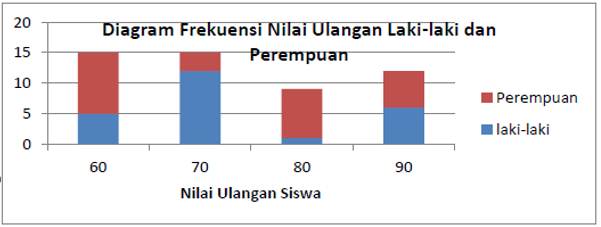 Diagram Frekuensi Nilai Ulangan Laki-laki dan
Perempuan
20
15
10
5
0
60 70 80 90
Nilai Ulangan Siswa
Perempuan
laki-laki